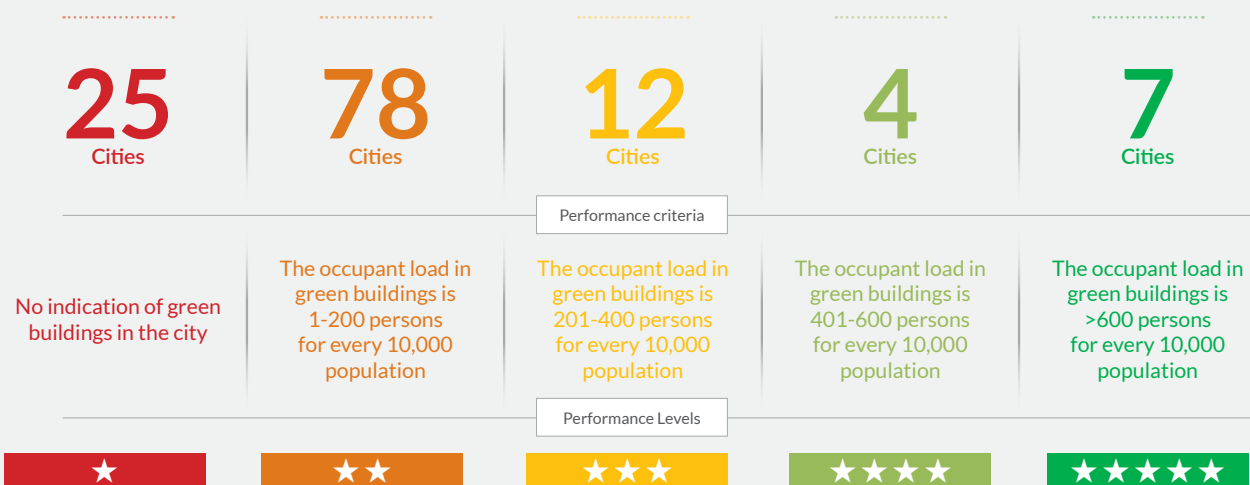 25
Cities
78
Cities
12
Cities
4
Cities
7
Cities
Performance criteria
No indication of green
buildings in the city
The occupant load in
green buildings is
1-200 persons
for every 10,000
population
The occupant load in
green buildings is
201-400 persons
for every 10,000
population
The occupant load in
green buildings is
401-600 persons
for every 10,000
population
The occupant load in
green buildings is
>600 persons
for every 10,000
population
Performance Levels